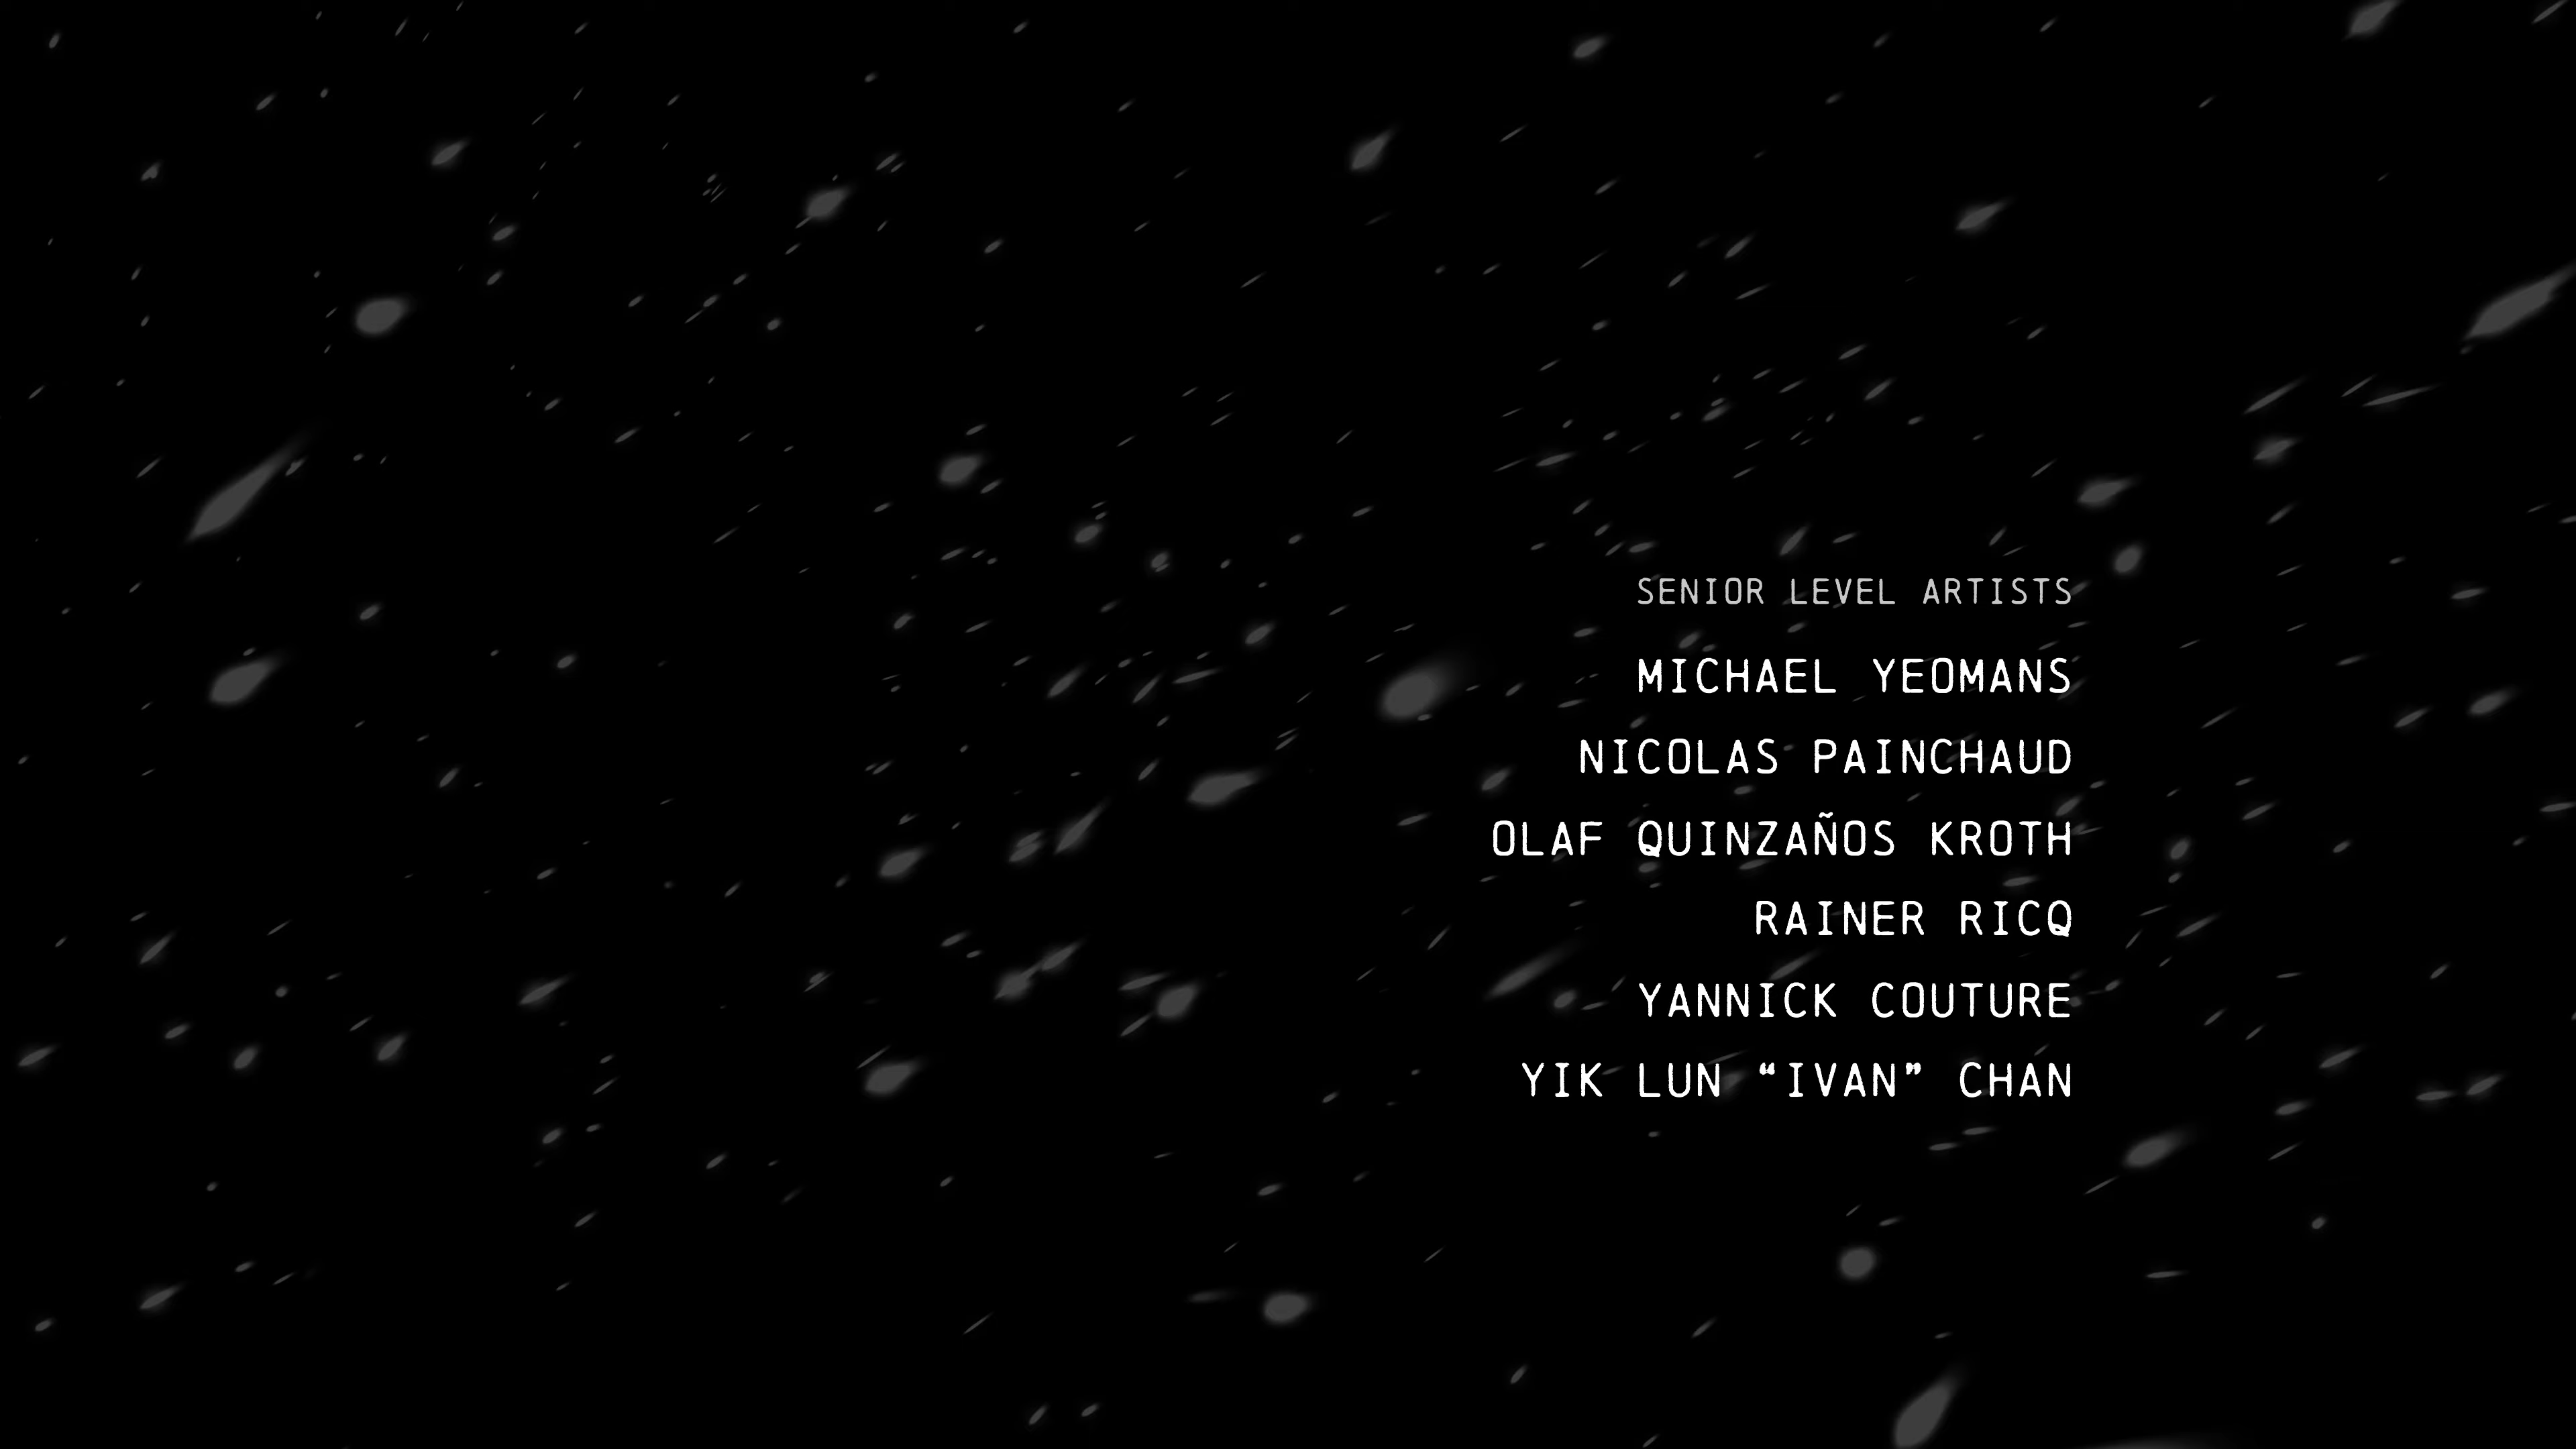 SENIOR LEVEL ARTISTS
MICHAEL YEOMANS
NICOLAS PAINCHAUD
OLAF QUINZAÑOS KROTH
RAINER RICQ
YANNICK COUTURE
YIK LUN “IVAN” CHAN